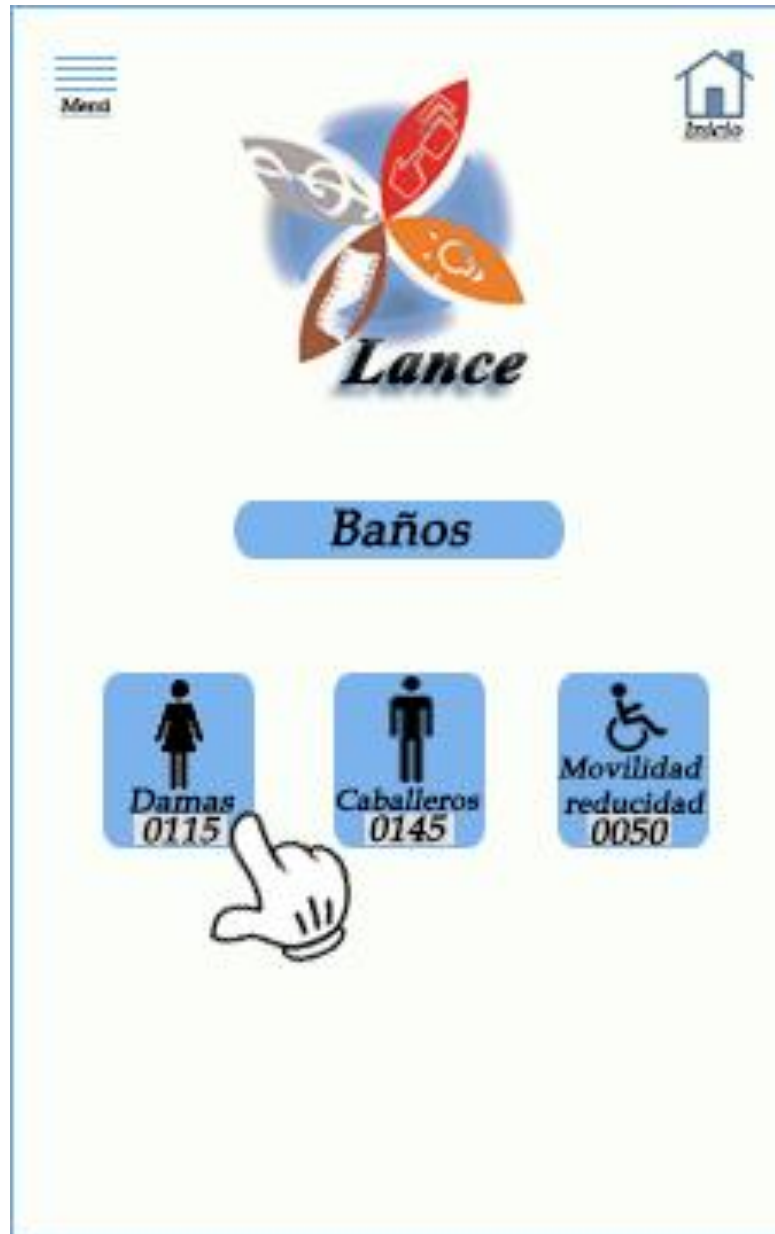 Menú
Inicio
Lance
Baños
Damas
0115
Caballeros
0145
Movilidad
reducidad
0050